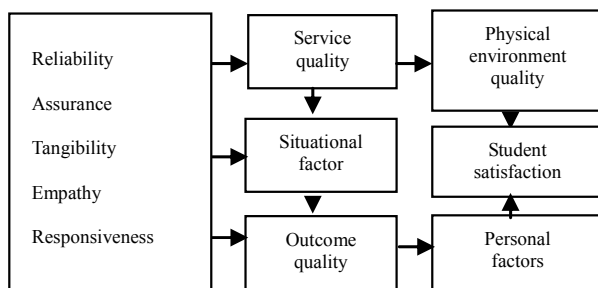 Reliability
Assurance
Tangibility
Empathy
Responsiveness
Service
quality
Situational
factor
Outcome
quality
Physical
environment
quality
Student
satisfaction
Personal
factors